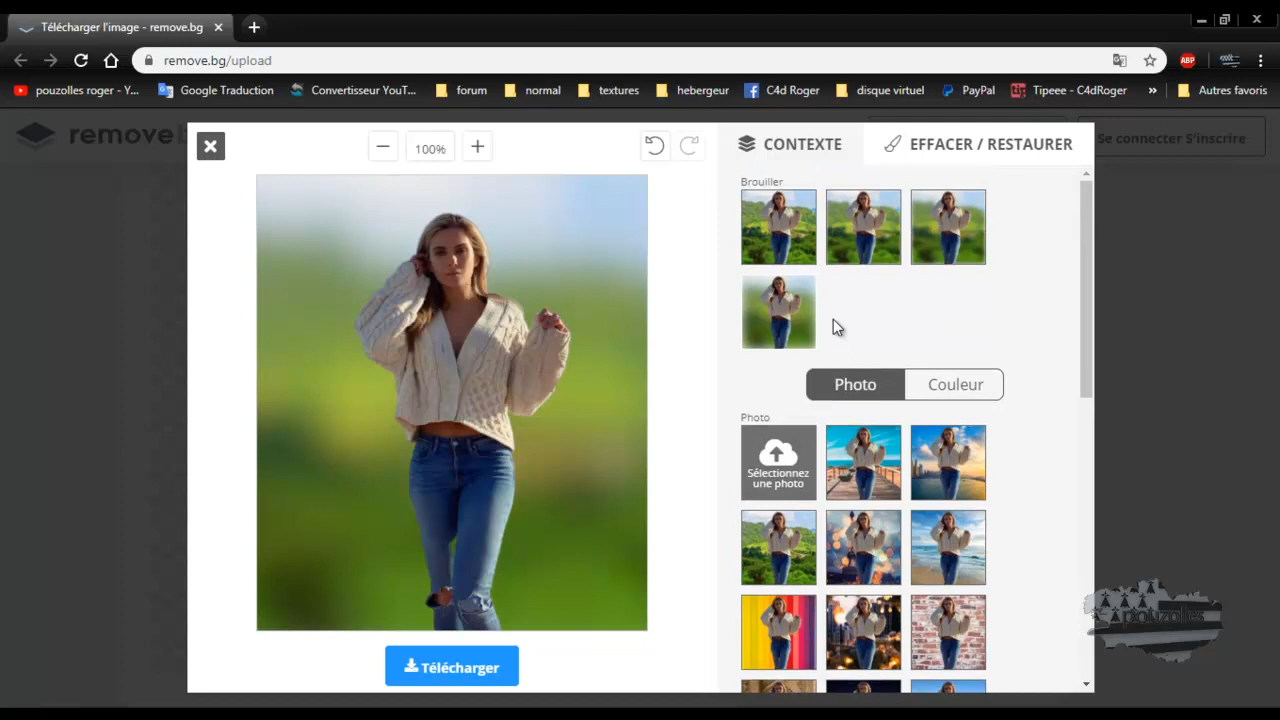 Télécharger l'image - remove.bg
remove.bg/upload
ABP
pouzolles roger - Y...
Google Traduction
Convertisseur YouT...
forum
normal
textures
hebergeur
C4d Roger
disque virtuel
PayPal
Tipeee - C4dRoger
»
Autres favoris
remove
Se connecter S'inscrire
100%
CONTEXTE
EFFACER / RESTAURER
Brouiller
Photo
Couleur
Photo
Sélectionnez
une photo
Télécharger
pouzolles